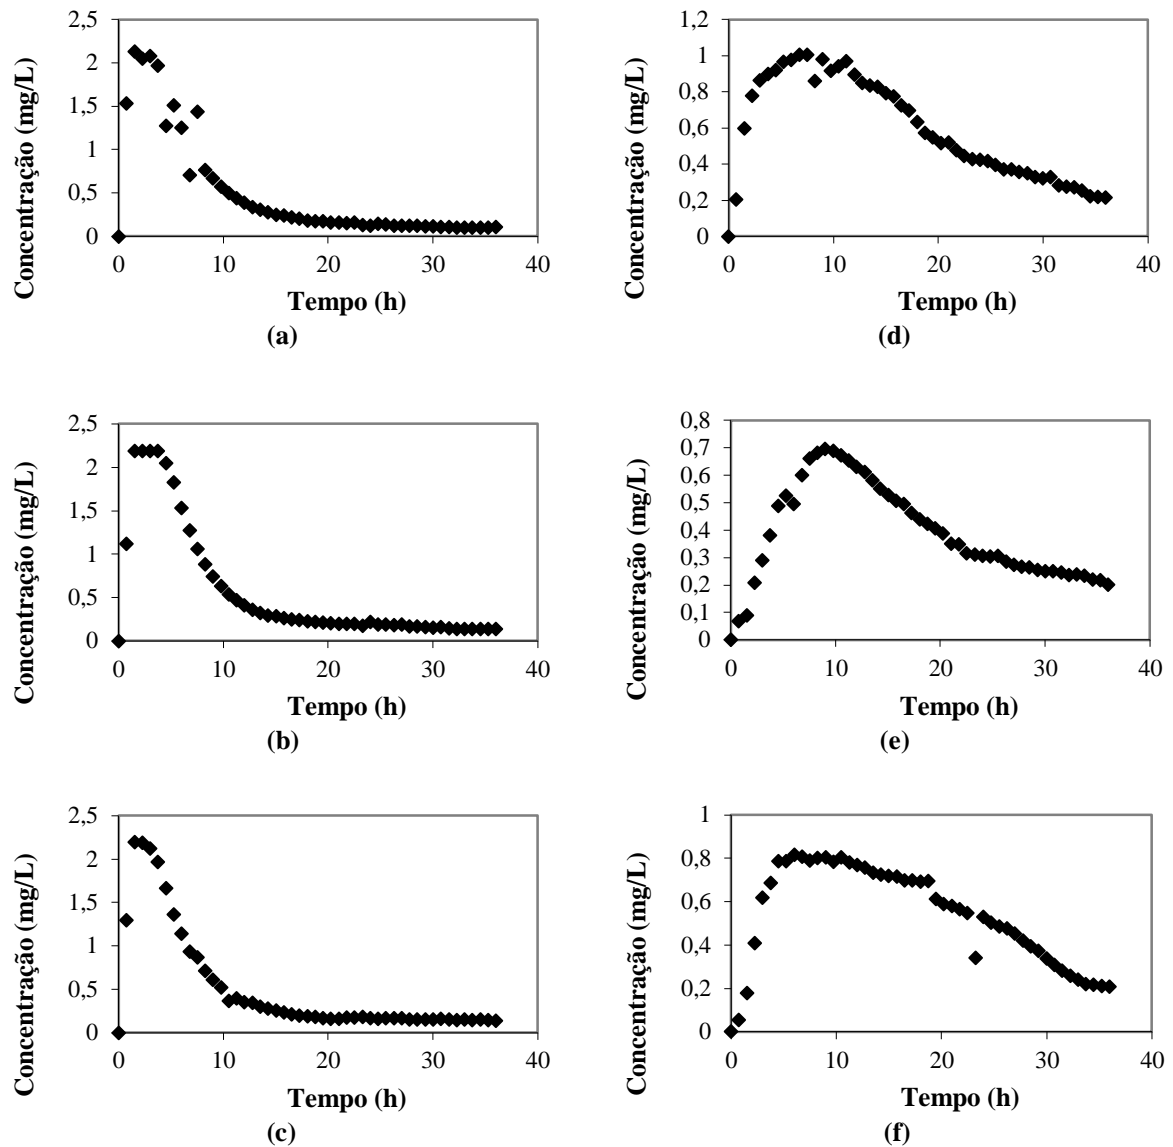 2,5
2
1,5
1
0,5
0
0 10 20 30 40
Concentração (mg/L)
Tempo (h)
(a)
1,2
1
0,8
0,6
0,4
0,2
0
0 10 20 30 40
Concentração (mg/L)
Tempo (h)
(d)
2,5
2
1,5
1
0,5
0
0 10 20 30 40
Concentração (mg/L)
Tempo (h)
(b)
0,8
0,7
0,6
0,5
0,4
0,3
0,2
0,1
0
0 10 20 30 40
Concentração (mg/L)
Tempo (h)
(e)
2,5
2
1,5
1
0,5
0
0 10 20 30 40
Concentração (mg/L)
Tempo (h)
(c)
1
0,8
0,6
0,4
0,2
0
0 10 20 30 40
Concentração (mg/L)
Tempo (h)
(f)